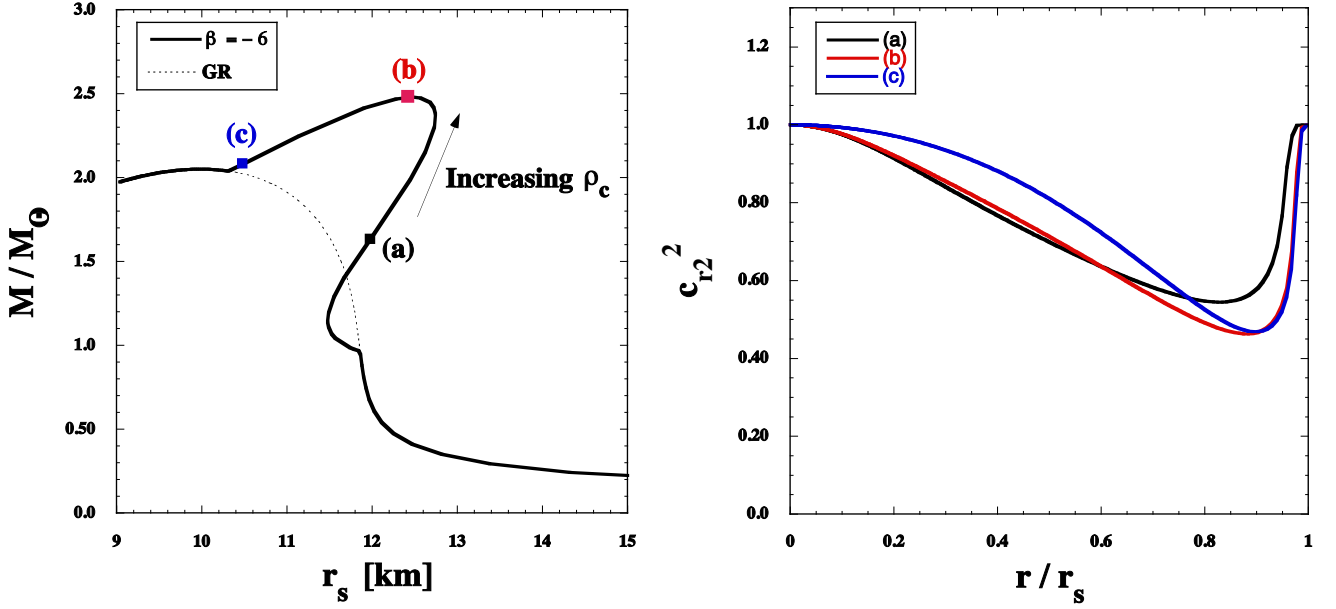 3.0
2.5
2.0
1.5
1.0
0.50
0.0
M / M⊙
β = - 6
GR
(b)
(c)
Increasing ρc
(a)
9 10 11 12 13 14 15
rs [km]
1.2
1.0
0.80
0.60
0.40
0.20
0.0
cr2²
(a)
(b)
(c)
0 0.2 0.4 0.6 0.8 1
r / rs